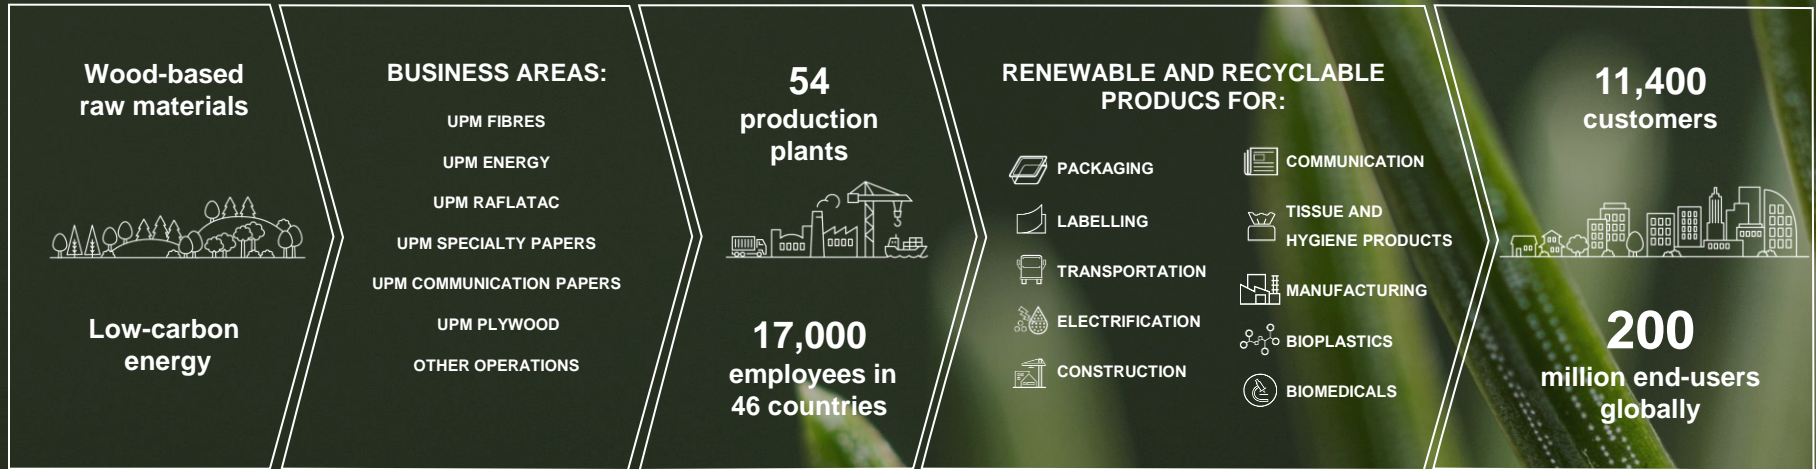 Wood-based
raw materials
Low-carbon
energy
BUSINESS AREAS:
UPM FIBRES
UPM ENERGY
UPM RAFLATAC
UPM SPECIALTY PAPERS
UPM COMMUNICATION PAPERS
UPM PLYWOOD
OTHER OPERATIONS
54
production
plants
17,000
employees in
46 countries
RENEWABLE AND RECYCLABLE
PRODUCS FOR:
PACKAGING
LABELLING
TRANSPORTATION
ELECTRIFICATION
CONSTRUCTION
COMMUNICATION
TISSUE AND
HYGIENE PRODUCTS
MANUFACTURING
BIOPLASTICS
BIOMEDICALS
11,400
customers
200
million end-users
globally